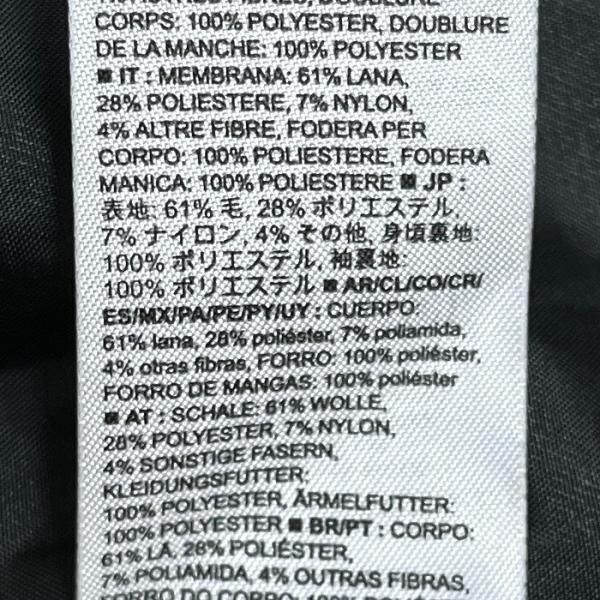 CORPS: 100% POLYESTER, DOUBLURE
DE LA MANCHE: 100% POLYESTER
■ IT : MEMBRANA: 61% LANA,
28% POLIESTERE, 7% NYLON,
4% ALTRE FIBRE, FODERA PER
CORPO: 100% POLIESTERE, FODERA
MANICA: 100% POLIESTERE ■ JP :
表地: 61% 毛, 28% ポリエステル,
7% ナイロン, 4% その他, 身頃裏地:
100% ポリエステル, 袖裏地:
100% ポリエステル ■ AR/CL/CO/CR/
ES/MX/PA/PE/PY/UY : CUERPO:
61% lana, 28% poliéster, 7% poliamida,
4% otras fibras, FORRO: 100% poliéster,
FORRO DE MANGAS: 100% poliéster
■ AT : SCHALE: 61% WOLLE,
28% POLYESTER, 7% NYLON,
4% SONSTIGE FASERN,
KLEIDUNGSFUTTER:
100% POLYESTER, ÄRMELFUTTER:
100% POLYESTER ■ BR/PT : CORPO:
61% LÃ, 28% POLIÉSTER,
7% POLIAMIDA, 4% OUTRAS FIBRAS,
FORRO DO CORPO: 100% POLIÉSTER